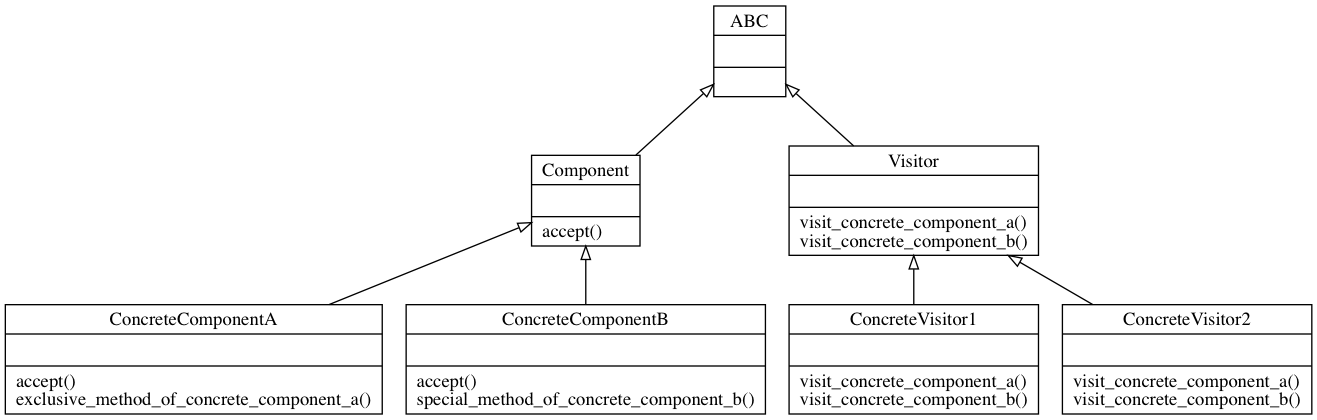 ABC
Component
accept()
Visitor
visit_concrete_component_a()
visit_concrete_component_b()
ConcreteComponentA
accept()
exclusive_method_of_concrete_component_a()
ConcreteComponentB
accept()
special_method_of_concrete_component_b()
ConcreteVisitor1
visit_concrete_component_a()
visit_concrete_component_b()
ConcreteVisitor2
visit_concrete_component_a()
visit_concrete_component_b()